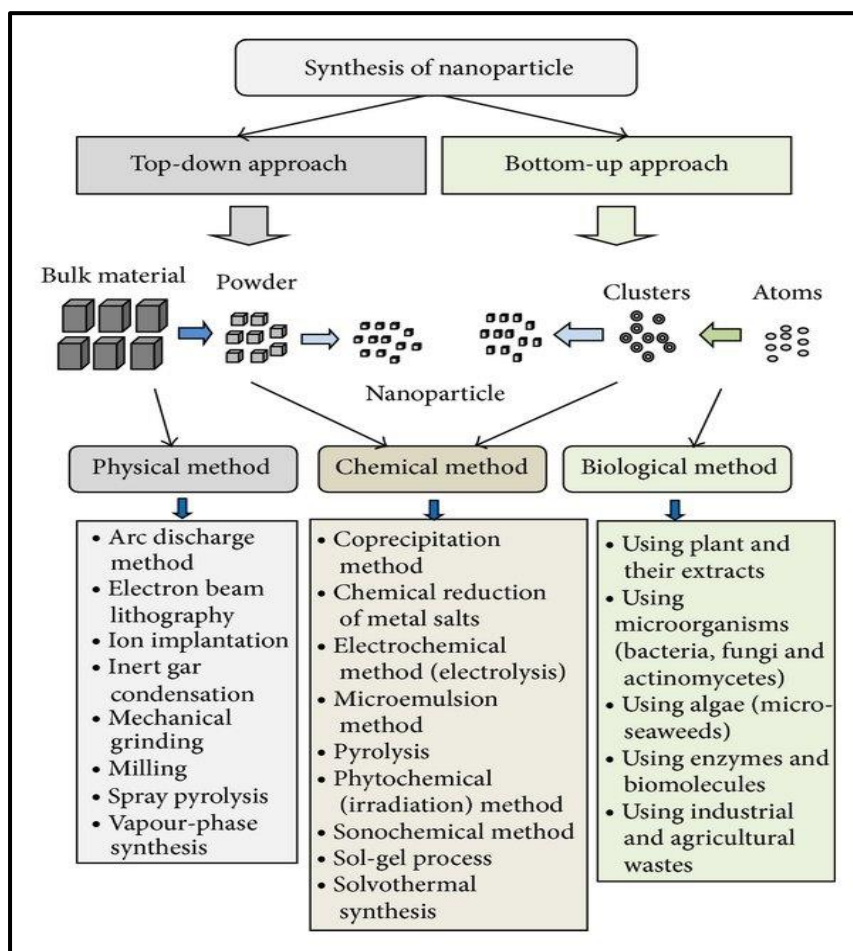 Synthesis of nanoparticle
Top-down approach
Bottom-up approach
Bulk material
Powder
Clusters
Atoms
Nanoparticle
Physical method
Chemical method
Biological method
• Arc discharge
method
• Electron beam
lithography
• Ion implantation
• Inert gar
condensation
• Mechanical
grinding
• Milling
• Spray pyrolysis
• Vapour-phase
synthesis
• Coprecipitation
method
• Chemical reduction
of metal salts
• Electrochemical
method (electrolysis)
• Microemulsion
method
• Pyrolysis
• Phytochemical
(irradiation) method
• Sonochemical method
• Sol-gel process
• Solvothermal
synthesis
• Using plant and
their extracts
• Using
microorganisms
(bacteria, fungi and
actinomycetes)
• Using algae (micro-
seaweeds)
• Using enzymes and
biomolecules
• Using industrial
and agricultural
wastes